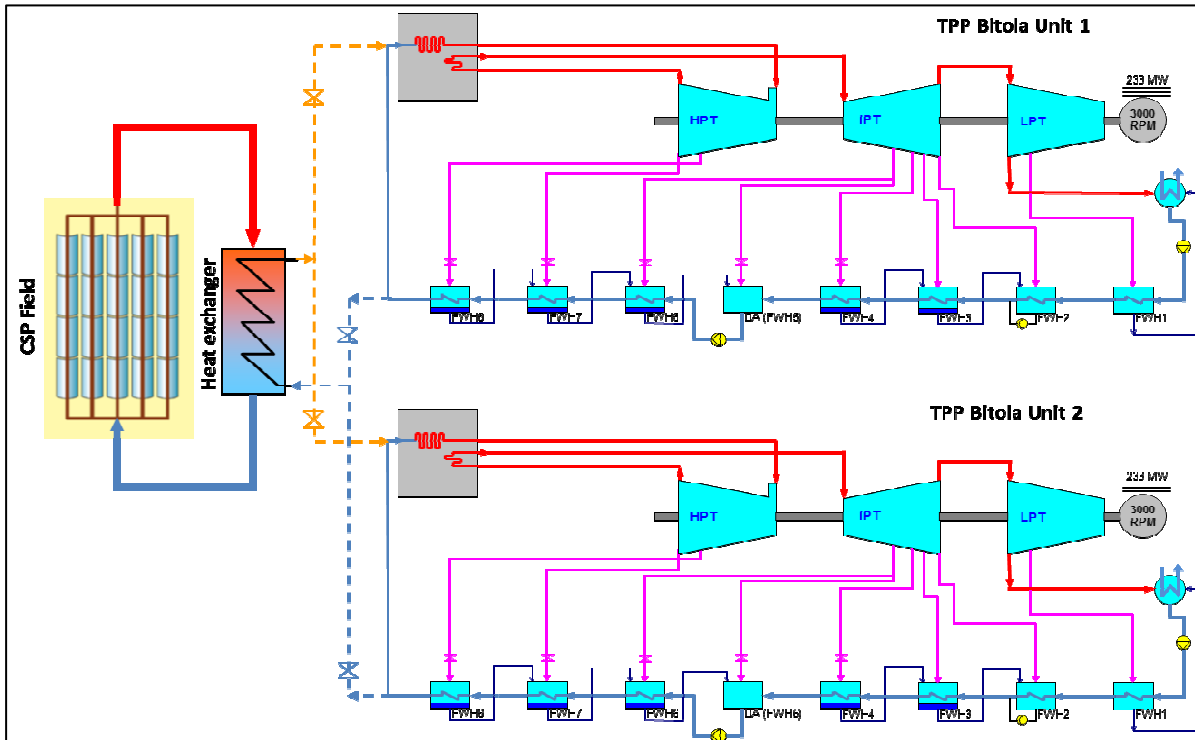 TPP Bitola Unit 1
233 MW
3000
RPM
HPT
IPT
LPT
CSP Field
Heat exchanger
FWH8
FWH7
FWH6
DA (FWH5)
FWH4
FWH3
FWH2
FWH1
TPP Bitola Unit 2
233 MW
3000
RPM
HPT
IPT
LPT
FWH8
FWH7
FWH6
DA (FWH5)
FWH4
FWH3
FWH2
FWH1